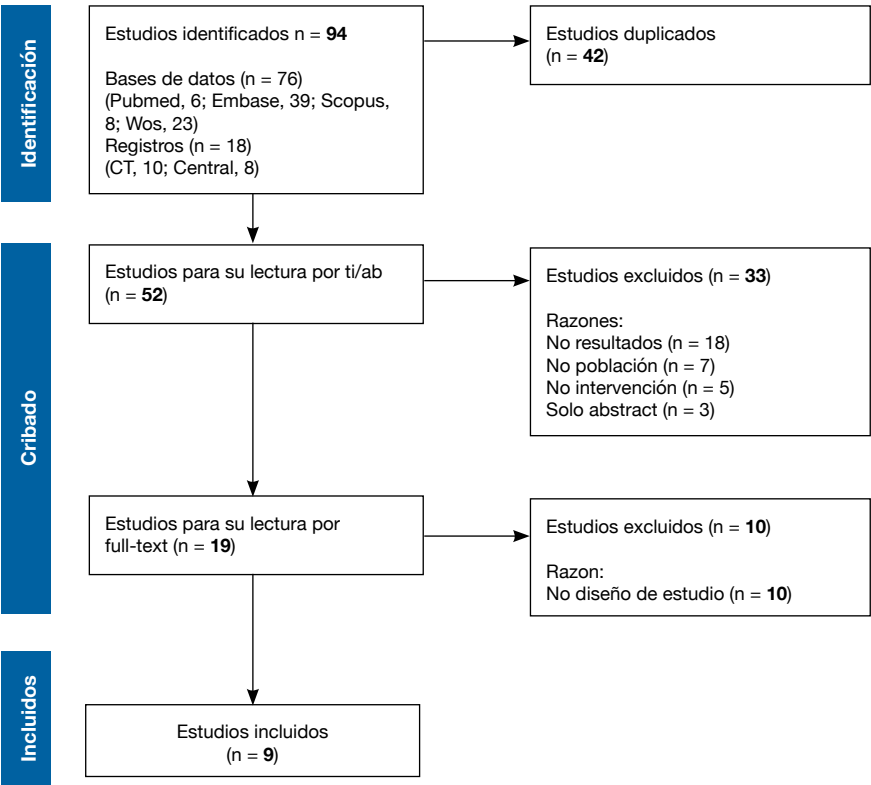 Identificación
Estudios identificados n = 94
Bases de datos (n = 76)
(Pubmed, 6; Embase, 39; Scopus,
8; Wos, 23)
Registros (n = 18)
(CT, 10; Central, 8)
Estudios duplicados
(n = 42)
Cribado
Estudios para su lectura por ti/ab
(n = 52)
Estudios excluidos (n = 33)
Razones:
No resultados (n = 18)
No población (n = 7)
No intervención (n = 5)
Solo abstract (n = 3)
Estudios para su lectura por
full-text (n = 19)
Estudios excluidos (n = 10)
Razon:
No diseño de estudio (n = 10)
Incluidos
Estudios incluidos
(n = 9)